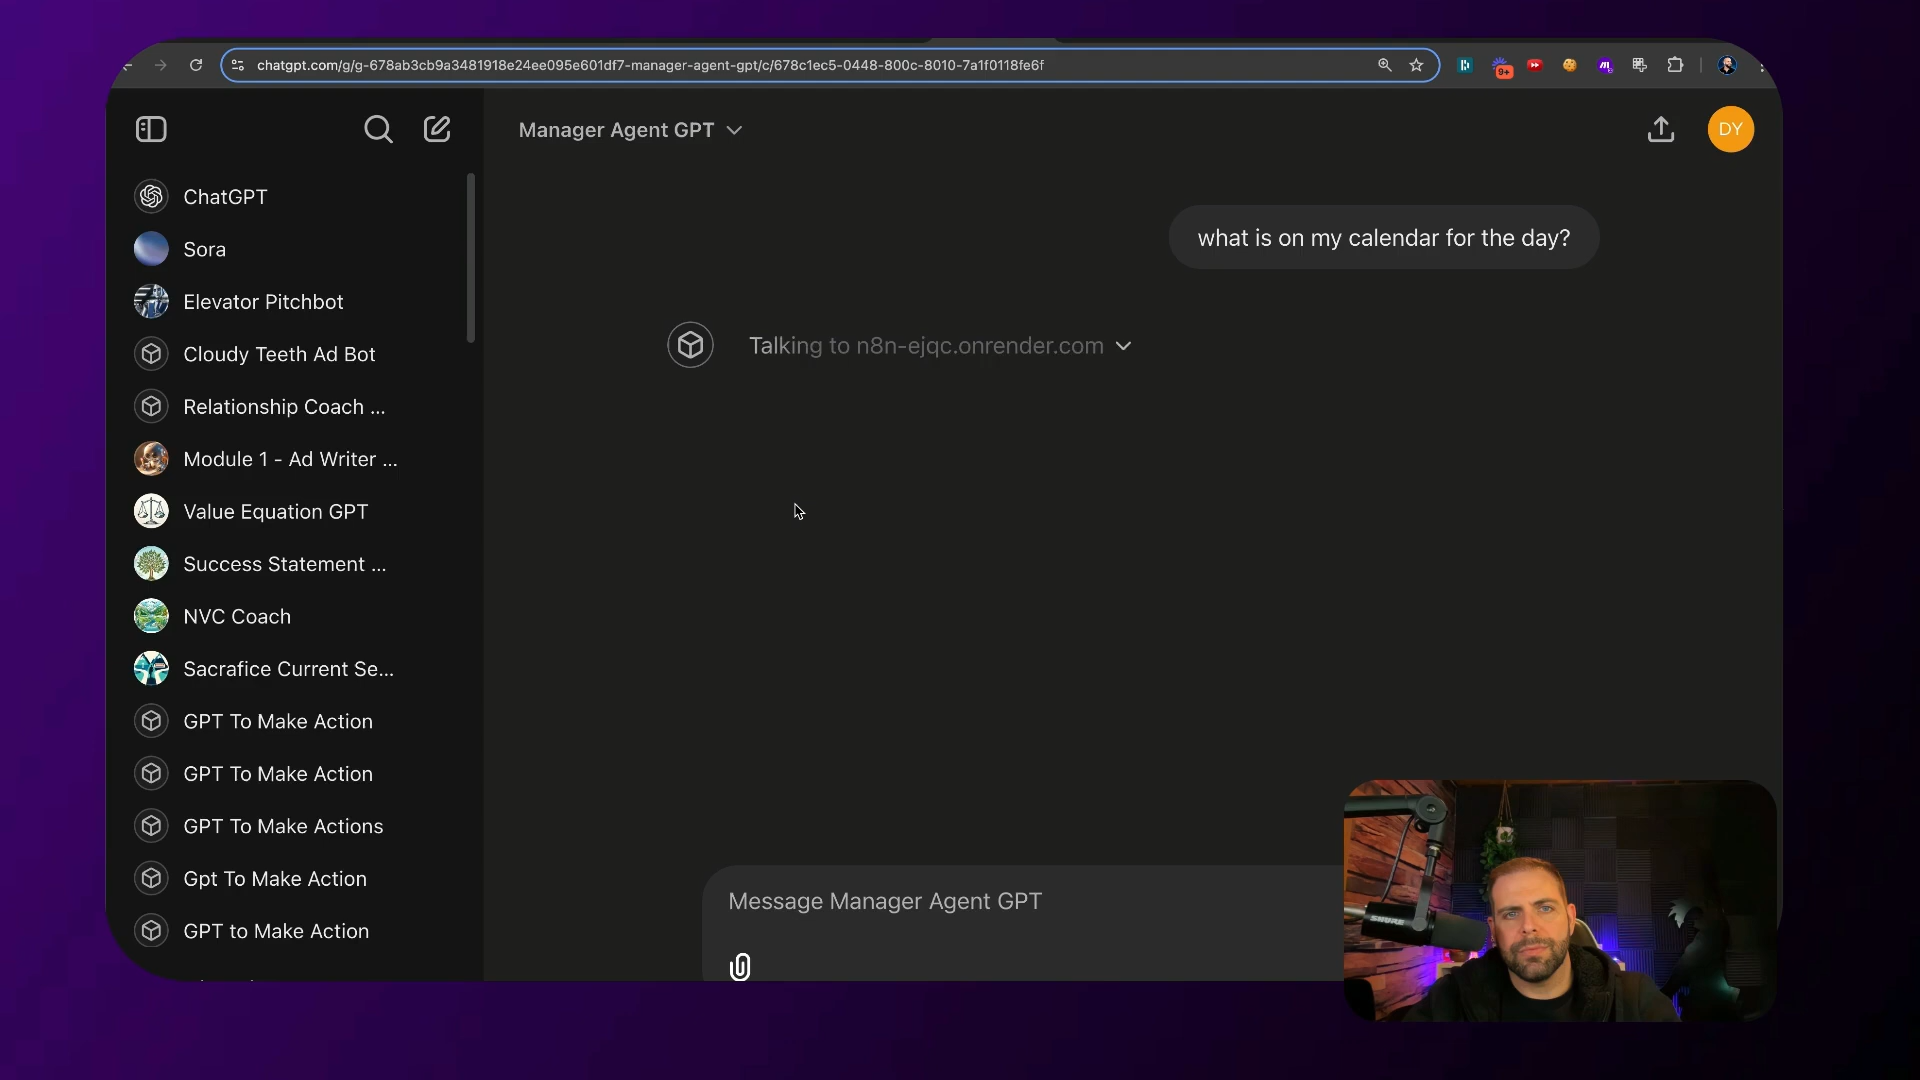 chatgpt.com/g/g-678ab3cb9a3481918e24ee095e601df7-manager-agent-gpt/c/678c1ec5-0448-800c-8010-7a1f0118fe6f
9+
Manager Agent GPT
DY
ChatGPT
Sora
Elevator Pitchbot
Cloudy Teeth Ad Bot
Relationship Coach ...
Module 1 - Ad Writer ...
Value Equation GPT
Success Statement ...
NVC Coach
Sacrafice Current Se...
GPT To Make Action
GPT To Make Action
GPT To Make Actions
Gpt To Make Action
GPT to Make Action
what is on my calendar for the day?
Talking to n8n-ejqc.onrender.com
Message Manager Agent GPT
SHURE